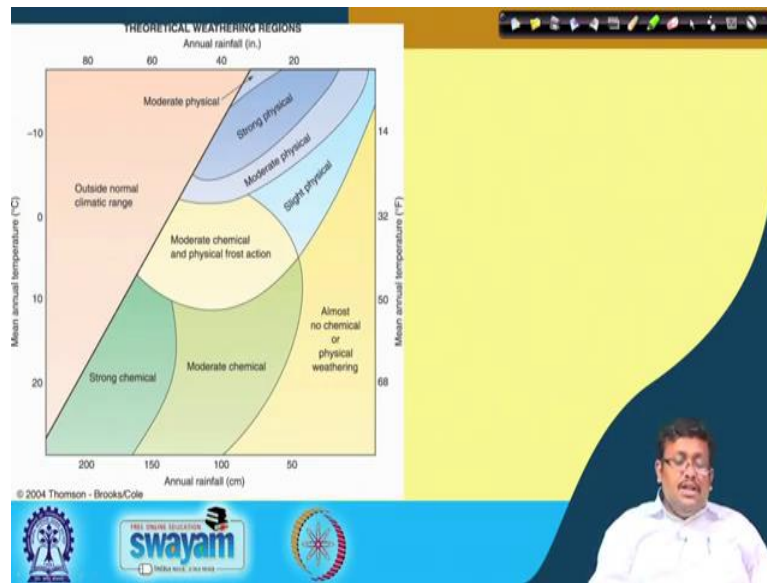 THEORETICAL WEATHERING REGIONS
Annual rainfall (in.)
80 60 40 20
Moderate physical
Strong physical
Moderate physical
Slight physical
Outside normal
climatic range
Moderate chemical
and physical frost action
Almost
no chemical
or
physical
weathering
Strong chemical
Moderate chemical
Mean annual temperature (°C)
-10
0
10
20
Mean annual temperature (°F)
14
32
50
68
200 150 100 50
Annual rainfall (cm)
© 2004 Thomson - Brooks/Cole
FREE ONLINE EDUCATION
swayam